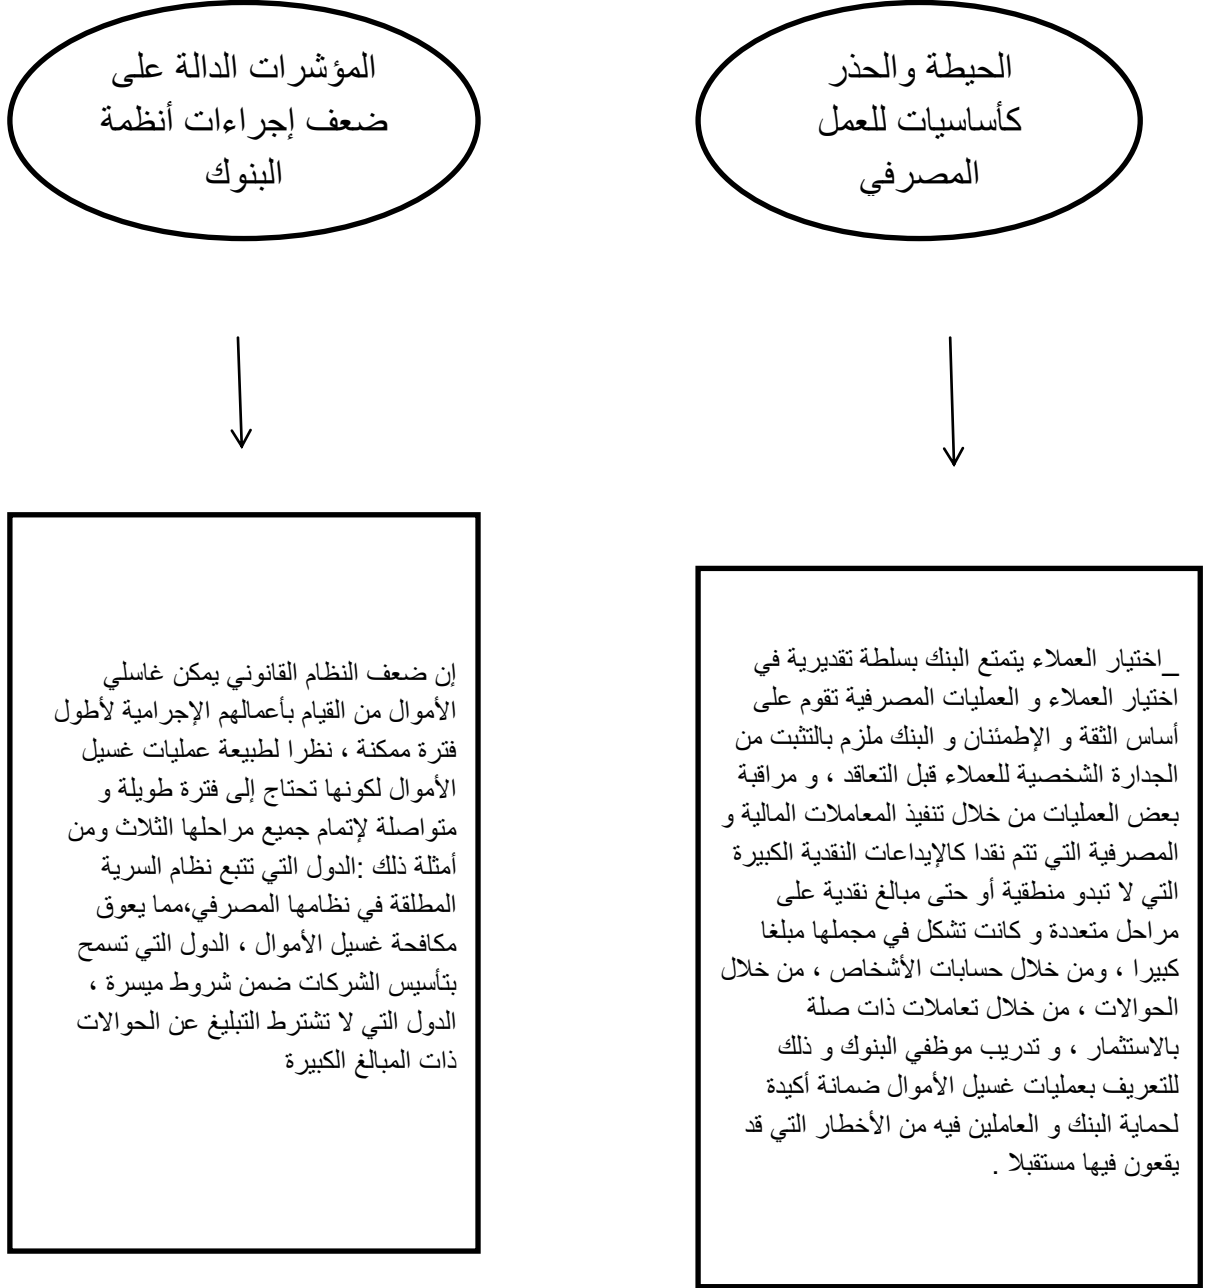 الحيطة والحذر
كأساسيات للعمل
المصرفي
_اختيار العملاء يتمتع البنك بسلطة تقديرية في
اختيار العملاء و العمليات المصرفية تقوم على
أساس الثقة و الإطمئنان و البنك ملزم بالتثبت من
الجدارة الشخصية للعملاء قبل التعاقد ، و مراقبة
بعض العمليات من خلال تنفيذ المعاملات المالية و
المصرفية التي تتم نقدا كالإيداعات النقدية الكبيرة
التي لا تبدو منطقية أو حتى مبالغ نقدية على
مراحل متعددة و كانت تشكل في مجملها مبلغا
كبيرا ، ومن خلال حسابات الأشخاص ، من خلال
الحوالات ، من خلال تعاملات ذات صلة
بالاستثمار ، و تدريب موظفي البنوك و ذلك
للتعريف بعمليات غسيل الأموال ضمانة أكيدة
لحماية البنك و العاملين فيه من الأخطار التي قد
يقعون فيها مستقبلا .
المؤشرات الدالة على
ضعف إجراءات أنظمة
البنوك
إن ضعف النظام القانوني يمكن غاسلي
الأموال من القيام بأعمالهم الإجرامية لأطول
فترة ممكنة ، نظرا لطبيعة عمليات غسيل
الأموال لكونها تحتاج إلى فترة طويلة و
متواصلة لإتمام جميع مراحلها الثلاث ومن
أمثلة ذلك :الدول التي تتبع نظام السرية
المطلقة في نظامها المصرفي،مما يعوق
مكافحة غسيل الأموال ، الدول التي تسمح
بتأسيس الشركات ضمن شروط ميسرة ،
الدول التي لا تشترط التبليغ عن الحوالات
ذات المبالغ الكبيرة